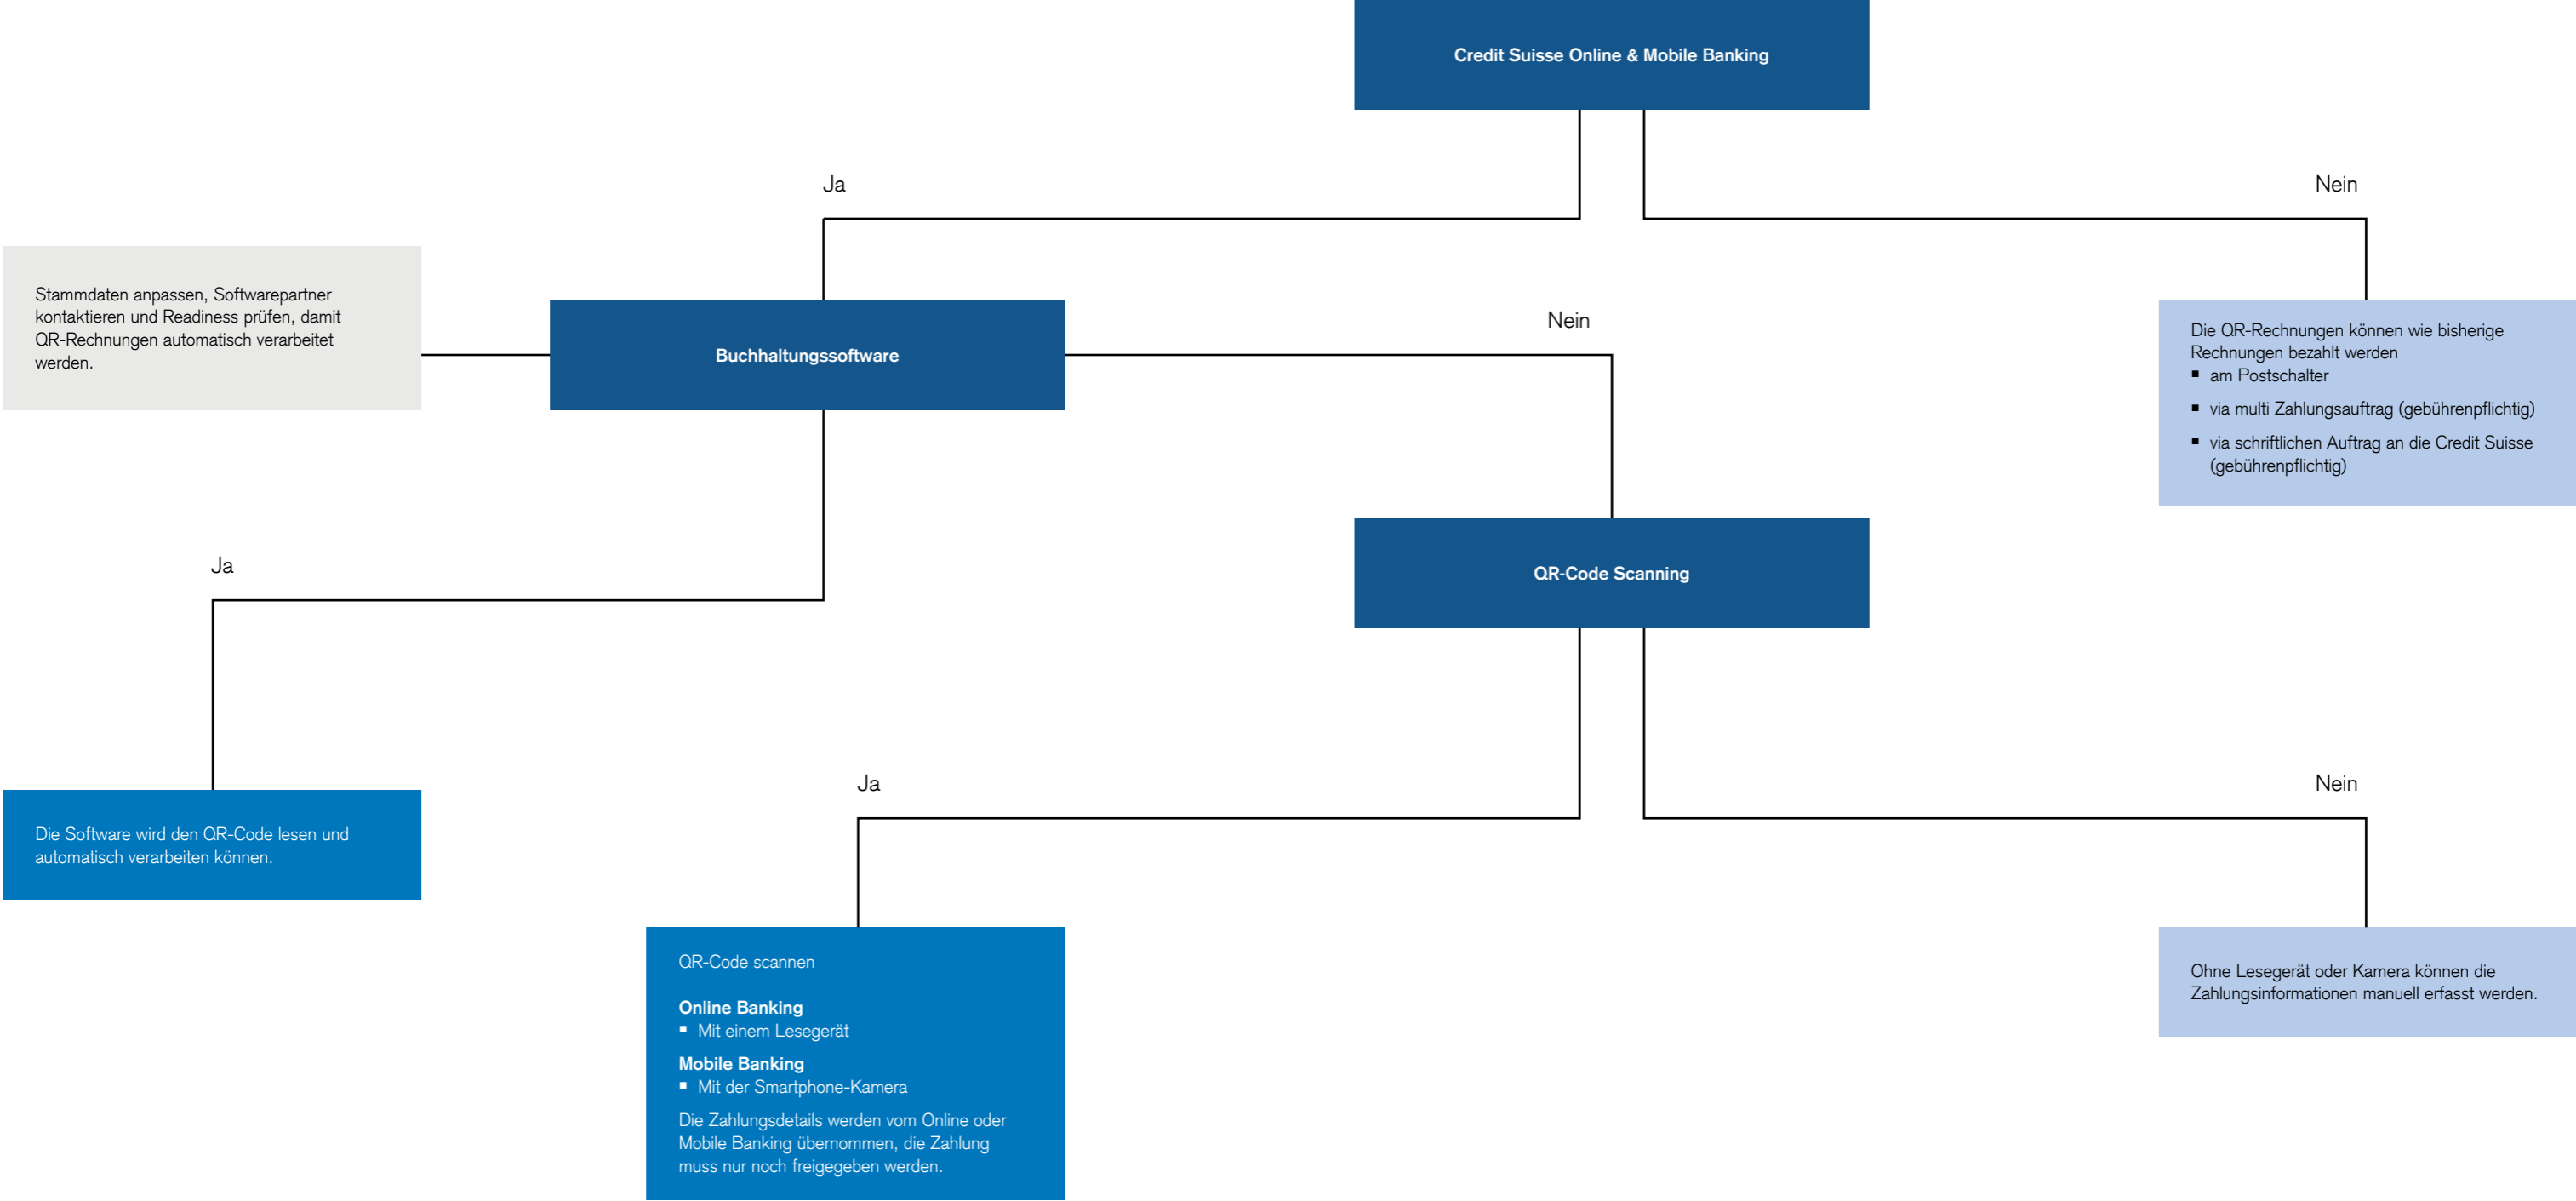 Credit Suisse Online & Mobile Banking
Ja
Nein
Stammdaten anpassen, Softwarepartner
kontaktieren und Readiness prüfen, damit
QR-Rechnungen automatisch verarbeitet
werden.
Buchhaltungssoftware
Nein
Die QR-Rechnungen können wie bisherige
Rechnungen bezahlt werden
▪ am Postschalter
▪ via multi Zahlungsauftrag (gebührenpflichtig)
▪ via schriftlichen Auftrag an die Credit Suisse
(gebührenpflichtig)
Ja
QR-Code Scanning
Ja
Nein
Die Software wird den QR-Code lesen und
automatisch verarbeiten können.
QR-Code scannen
Online Banking
▪ Mit einem Lesegerät
Mobile Banking
▪ Mit der Smartphone-Kamera
Die Zahlungsdetails werden vom Online oder
Mobile Banking übernommen, die Zahlung
muss nur noch freigegeben werden.
Ohne Lesegerät oder Kamera können die
Zahlungsinformationen manuell erfasst werden.